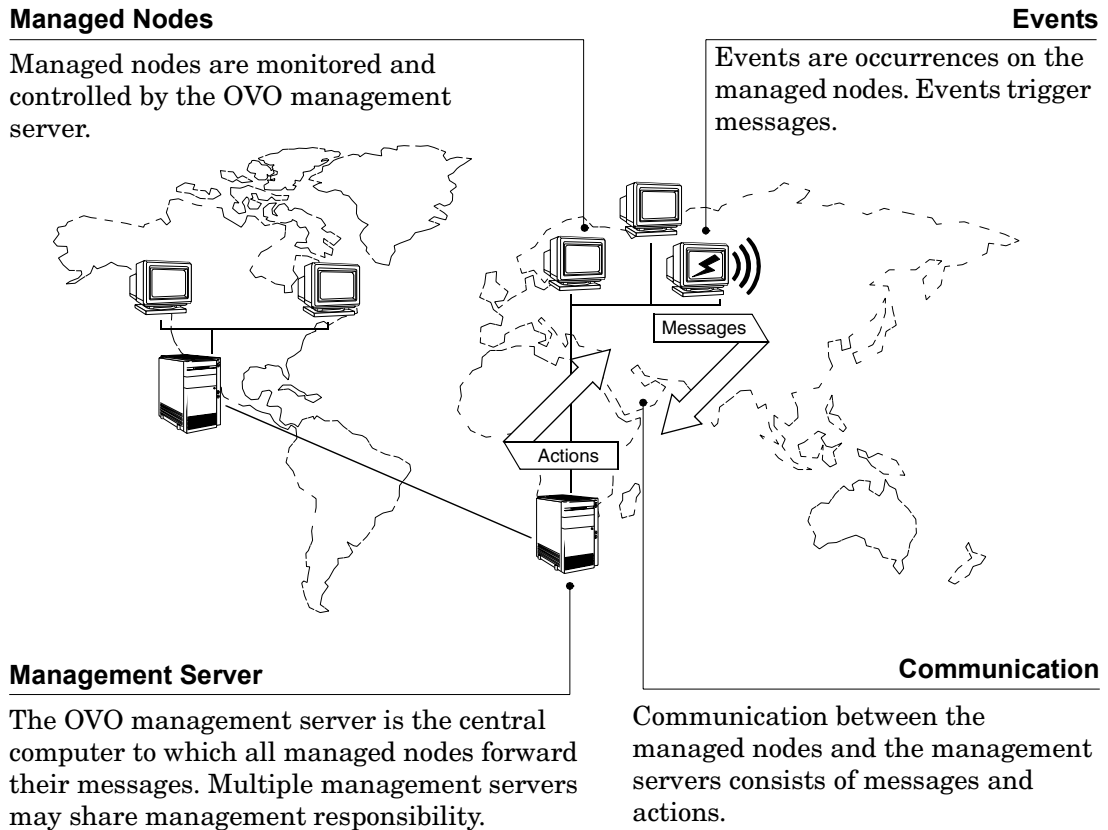 Managed Nodes
Managed nodes are monitored and
controlled by the OVO management
server.
Events
Events are occurrences on the
managed nodes. Events trigger
messages.
Messages
Actions
Management Server
The OVO management server is the central
computer to which all managed nodes forward
their messages. Multiple management servers
may share management responsibility.
Communication
Communication between the
managed nodes and the management
servers consists of messages and
actions.